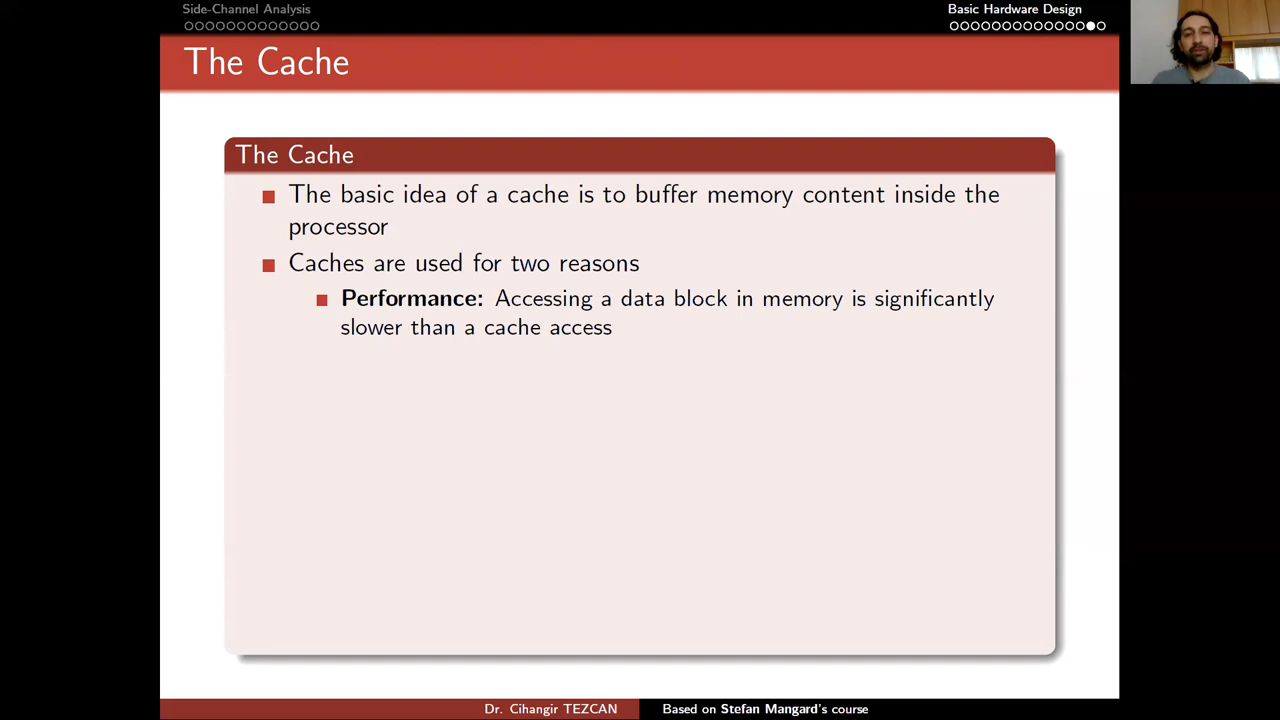 Side-Channel Analysis
Basic Hardware Design
The Cache
The Cache
The basic idea of a cache is to buffer memory content inside the
processor
Caches are used for two reasons
Performance: Accessing a data block in memory is significantly
slower than a cache access
Dr. Cihangir TEZCAN
Based on Stefan Mangard's course